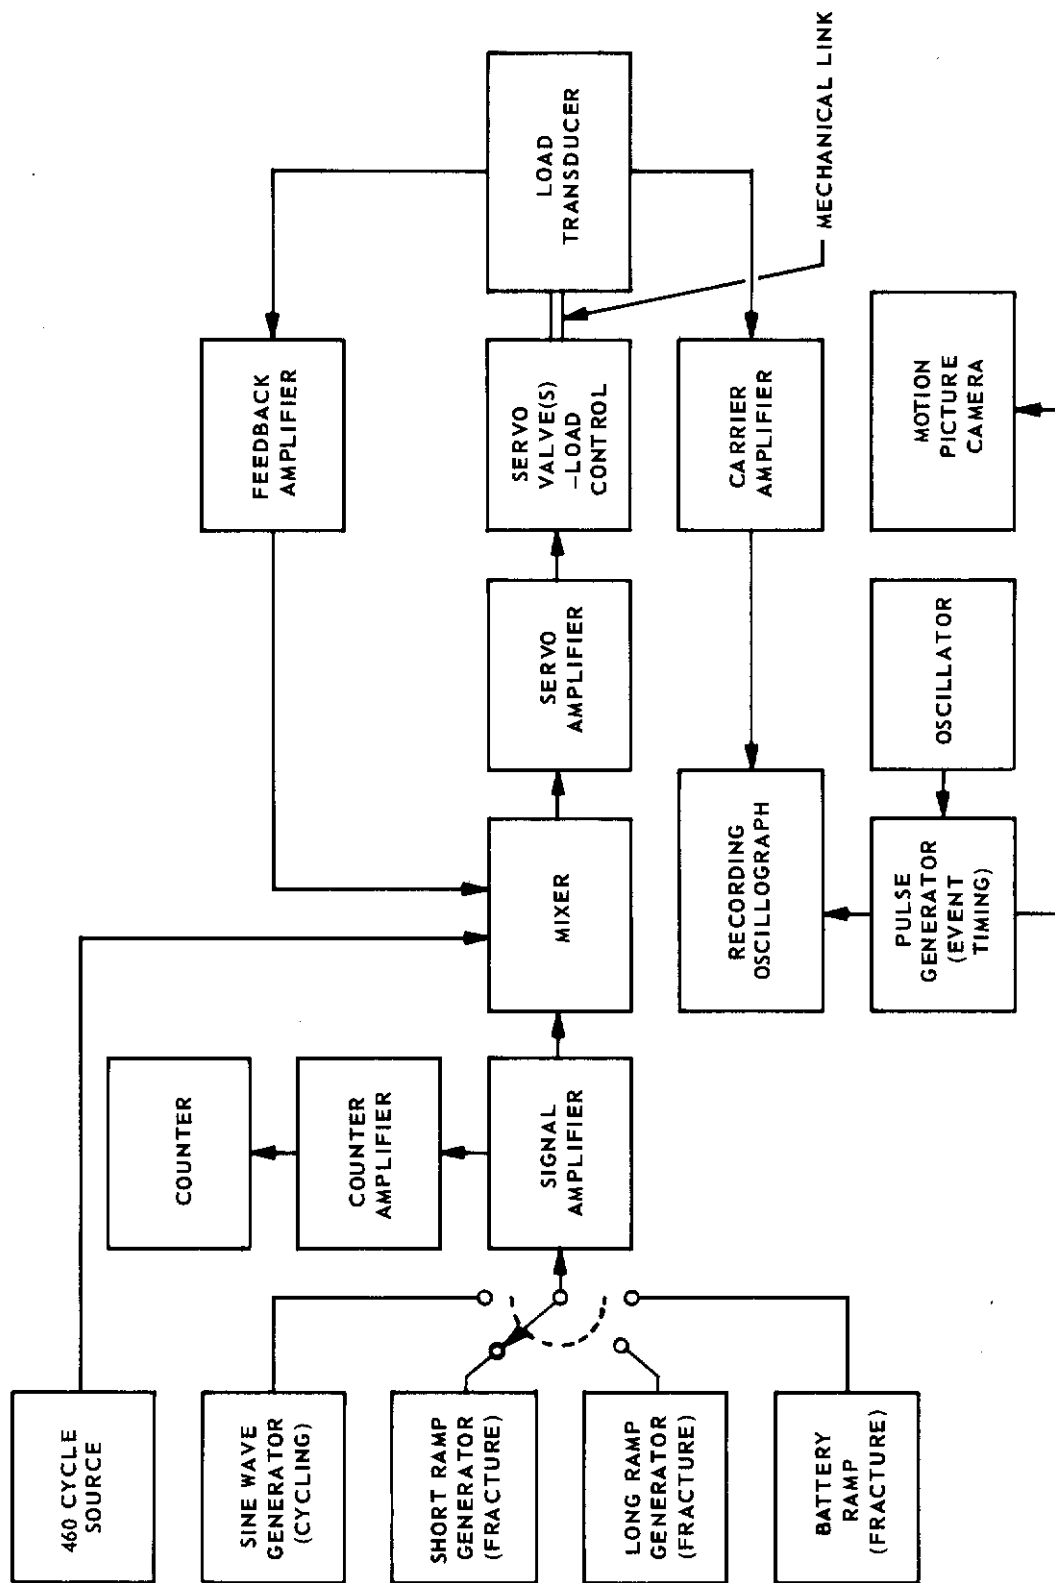 460 CYCLE
SOURCE
SINE WAVE
GENERATOR
(CYCLING)
SHORT RAMP
GENERATOR
(FRACTURE)
LONG RAMP
GENERATOR
(FRACTURE)
BATTERY
RAMP
(FRACTURE)
COUNTER
COUNTER
AMPLIFIER
SIGNAL
AMPLIFIER
MIXER
SERVO
AMPLIFIER
SERVO
VALVE(S)
-LOAD
CONTROL
LOAD
TRANSDUCER
FEEDBACK
AMPLIFIER
CARRIER
AMPLIFIER
MECHANICAL LINK
RECORDING
OSCILLOGRAPH
PULSE
GENERATOR
(EVENT
TIMING)
OSCILLATOR
MOTION
PICTURE
CAMERA